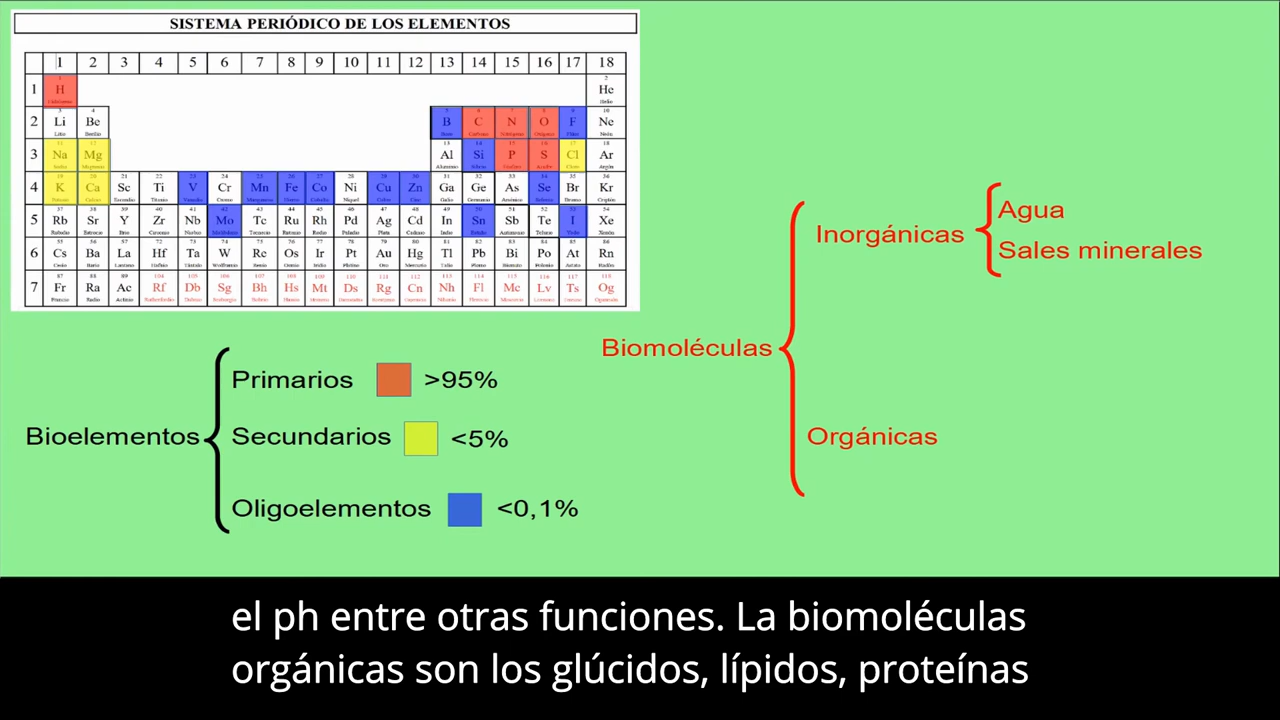 SISTEMA PERIÓDICO DE LOS ELEMENTOS
1 2 3 4 5 6 7 8 9 10 11 12 13 14 15 16 17 18
1 H He
2 Li Be B C N O F Ne
3 Na Mg Al Si P S Cl Ar
4 K Ca Sc Ti V Cr Mn Fe Co Ni Cu Zn Ga Ge As Se Br Kr
5 Rb Sr Y Zr Nb Mo Tc Ru Rh Pd Ag Cd In Sn Sb Te I Xe
6 Cs Ba La Hf Ta W Re Os Ir Pt Au Hg Tl Pb Bi Po At Rn
7 Fr Ra Ac Rf Db Sg Bh Hs Mt Ds Rg Cn Nh Fl Mc Lv Ts Og
Bioelementos
Primarios >95%
Secundarios <5%
Oligoelementos <0,1%
Biomoléculas
Inorgánicas
Agua
Sales minerales
Orgánicas
el ph entre otras funciones. La biomoléculas
orgánicas son los glúcidos, lípidos, proteínas